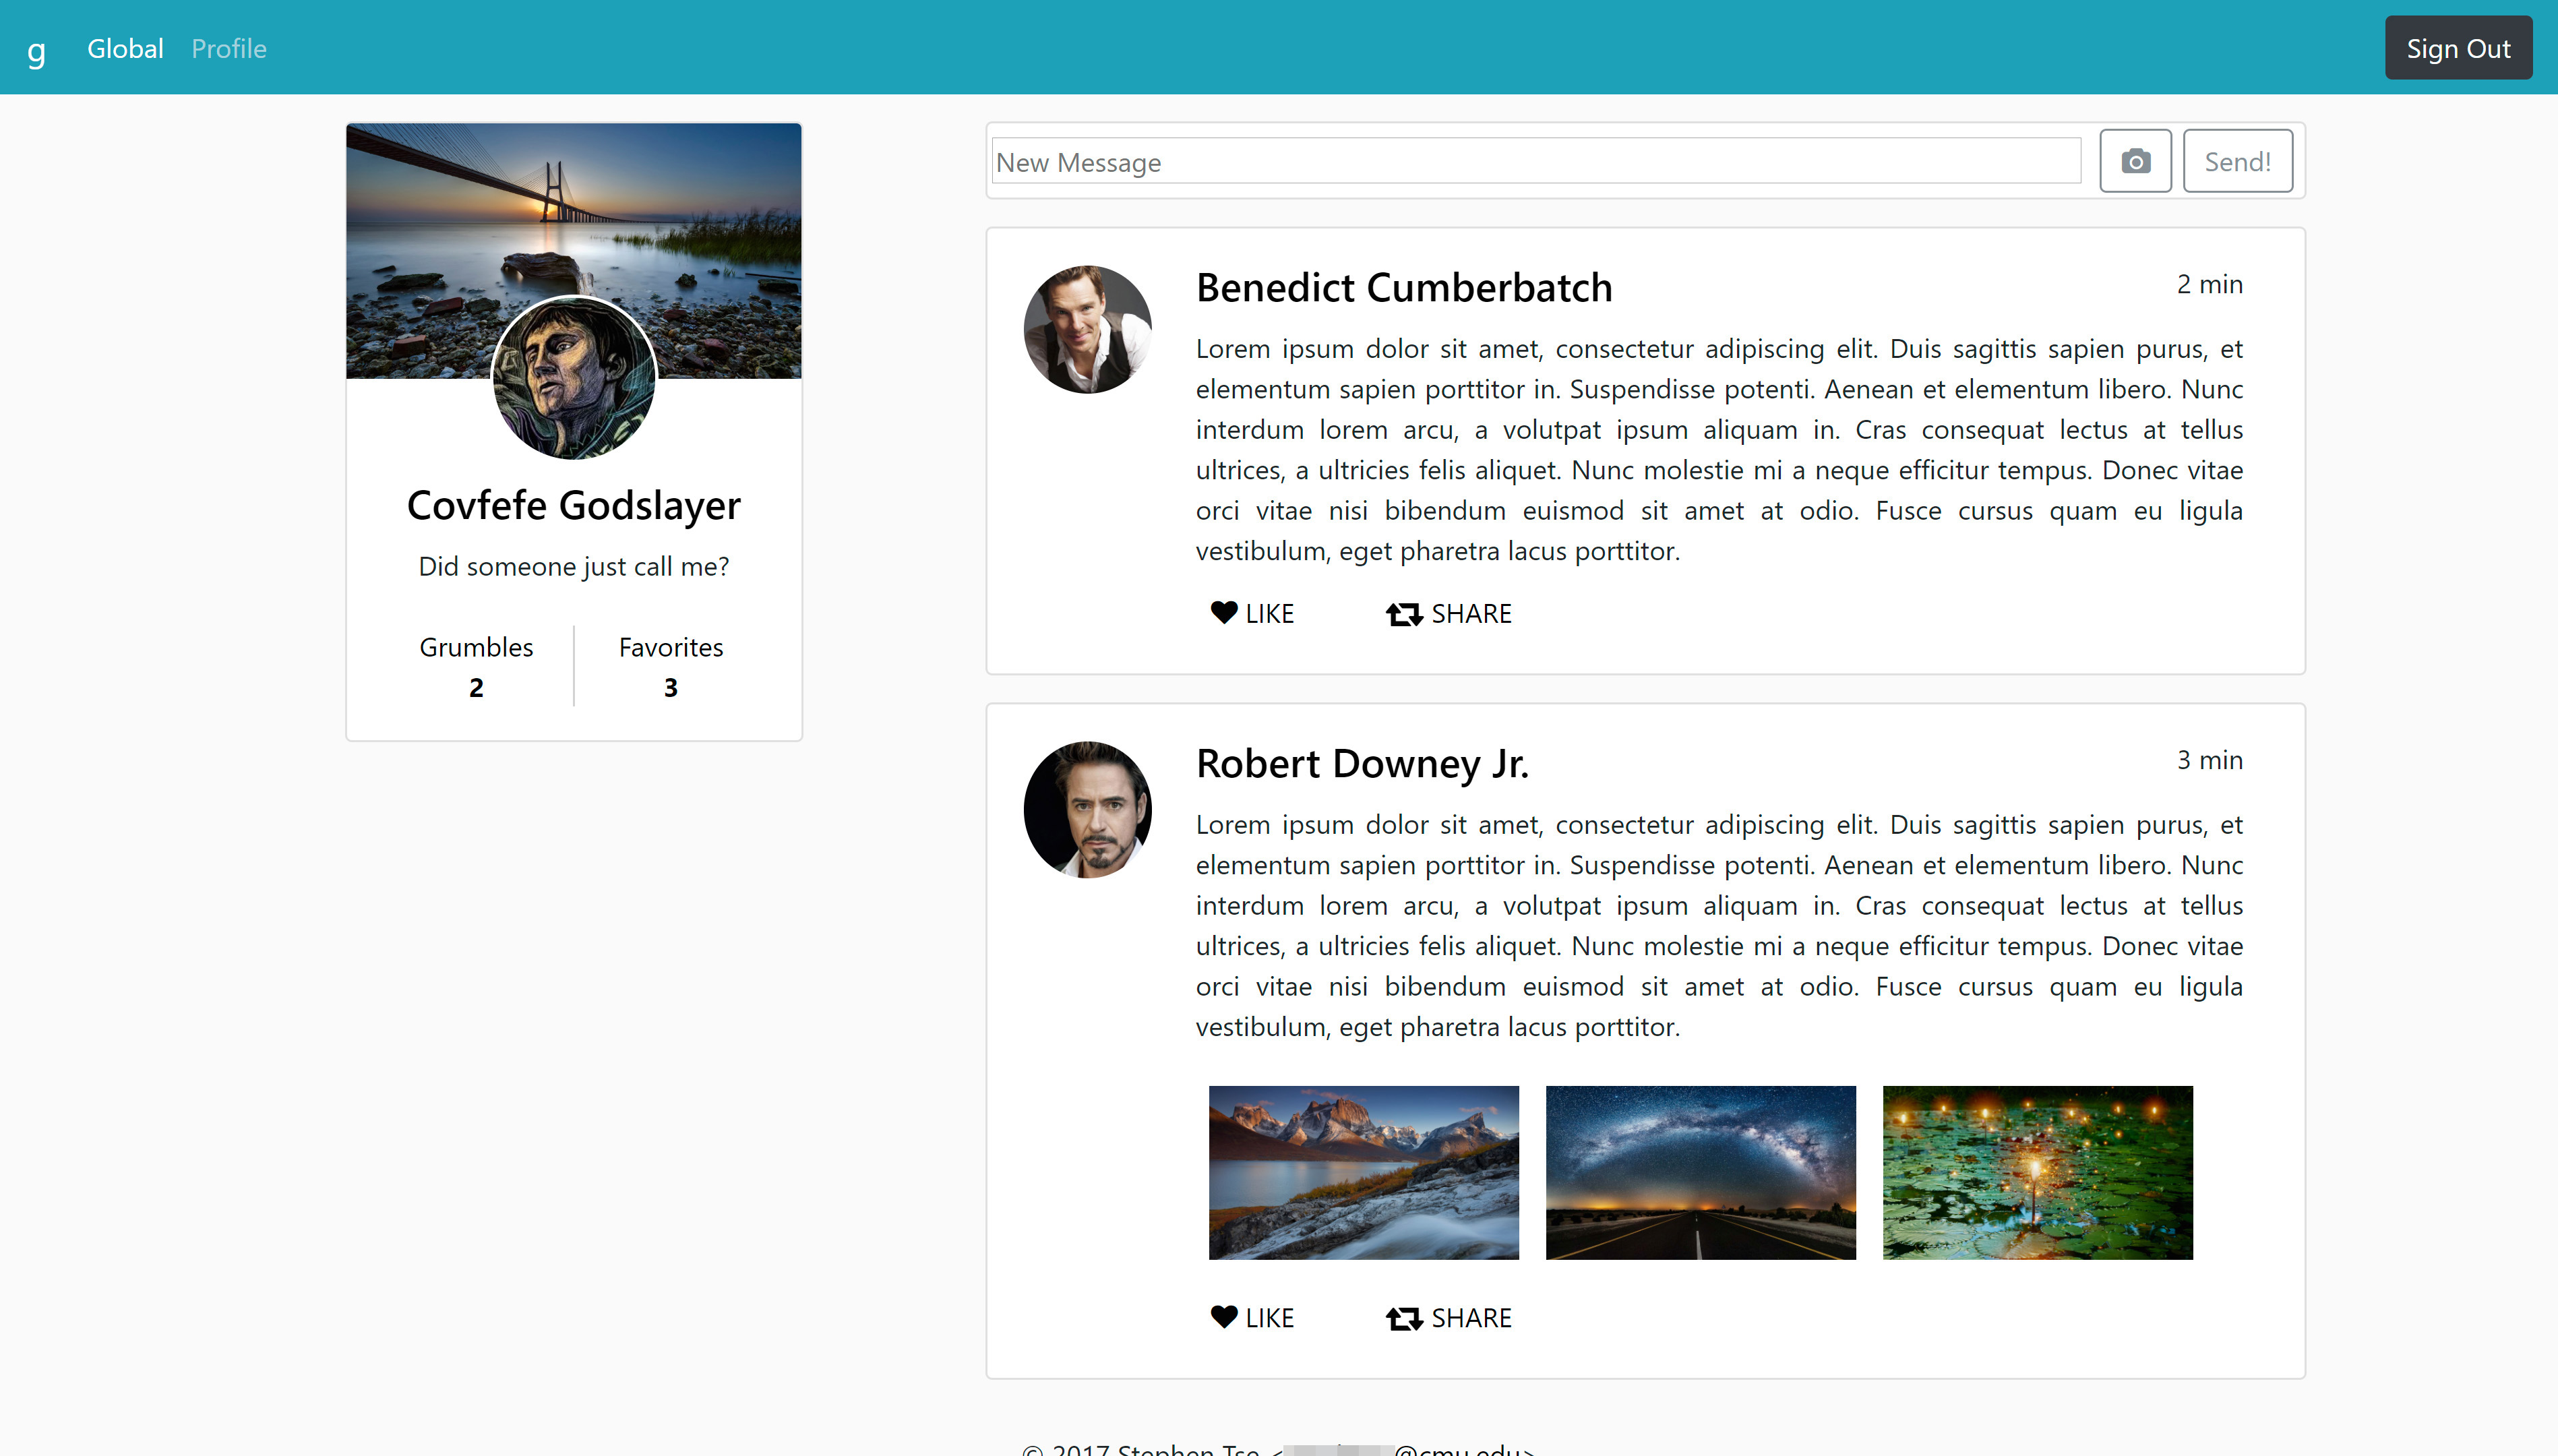 g Global Profile Sign Out
New Message
Send!
Covfefe Godslayer
Did someone just call me?
Grumbles Favorites
2 3
Benedict Cumberbatch 2 min
Lorem ipsum dolor sit amet, consectetur adipiscing elit. Duis sagittis sapien purus, et
elementum sapien porttitor in. Suspendisse potenti. Aenean et elementum libero. Nunc
interdum lorem arcu, a volutpat ipsum aliquam in. Cras consequat lectus at tellus
ultrices, a ultricies felis aliquet. Nunc molestie mi a neque efficitur tempus. Donec vitae
orci vitae nisi bibendum euismod sit amet at odio. Fusce cursus quam eu ligula
vestibulum, eget pharetra lacus porttitor.
LIKE SHARE
Robert Downey Jr. 3 min
Lorem ipsum dolor sit amet, consectetur adipiscing elit. Duis sagittis sapien purus, et
elementum sapien porttitor in. Suspendisse potenti. Aenean et elementum libero. Nunc
interdum lorem arcu, a volutpat ipsum aliquam in. Cras consequat lectus at tellus
ultrices, a ultricies felis aliquet. Nunc molestie mi a neque efficitur tempus. Donec vitae
orci vitae nisi bibendum euismod sit amet at odio. Fusce cursus quam eu ligula
vestibulum, eget pharetra lacus porttitor.
LIKE SHARE
© 2017 Stephen Tse < @cmu.edu>